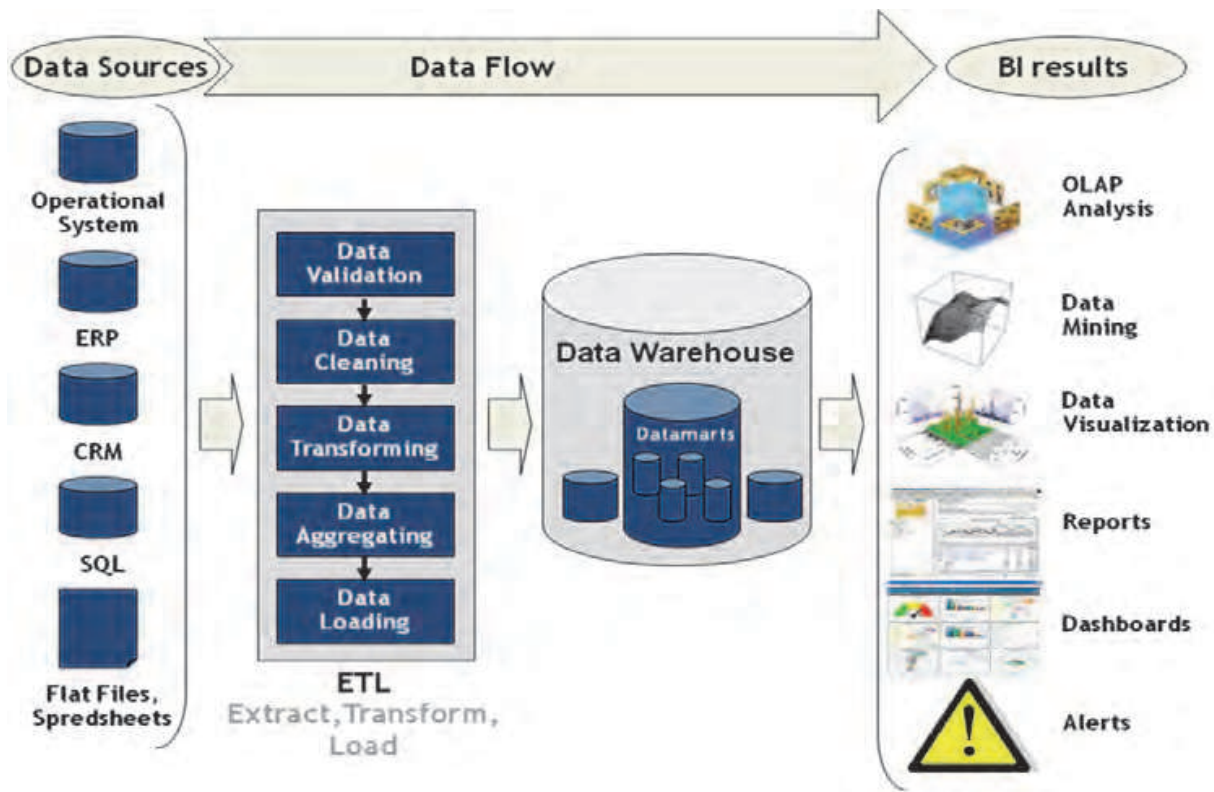 Data Sources
Data Flow
BI results
Operational
System
ERP
CRM
SQL
Flat Files,
Spredsheets
Data
Validation
Data
Cleaning
Data
Transforming
Data
Aggregating
Data
Loading
ETL
Extract, Transform,
Load
Data Warehouse
Datamarts
OLAP
Analysis
Data
Mining
Data
Visualization
Reports
Dashboards
Alerts